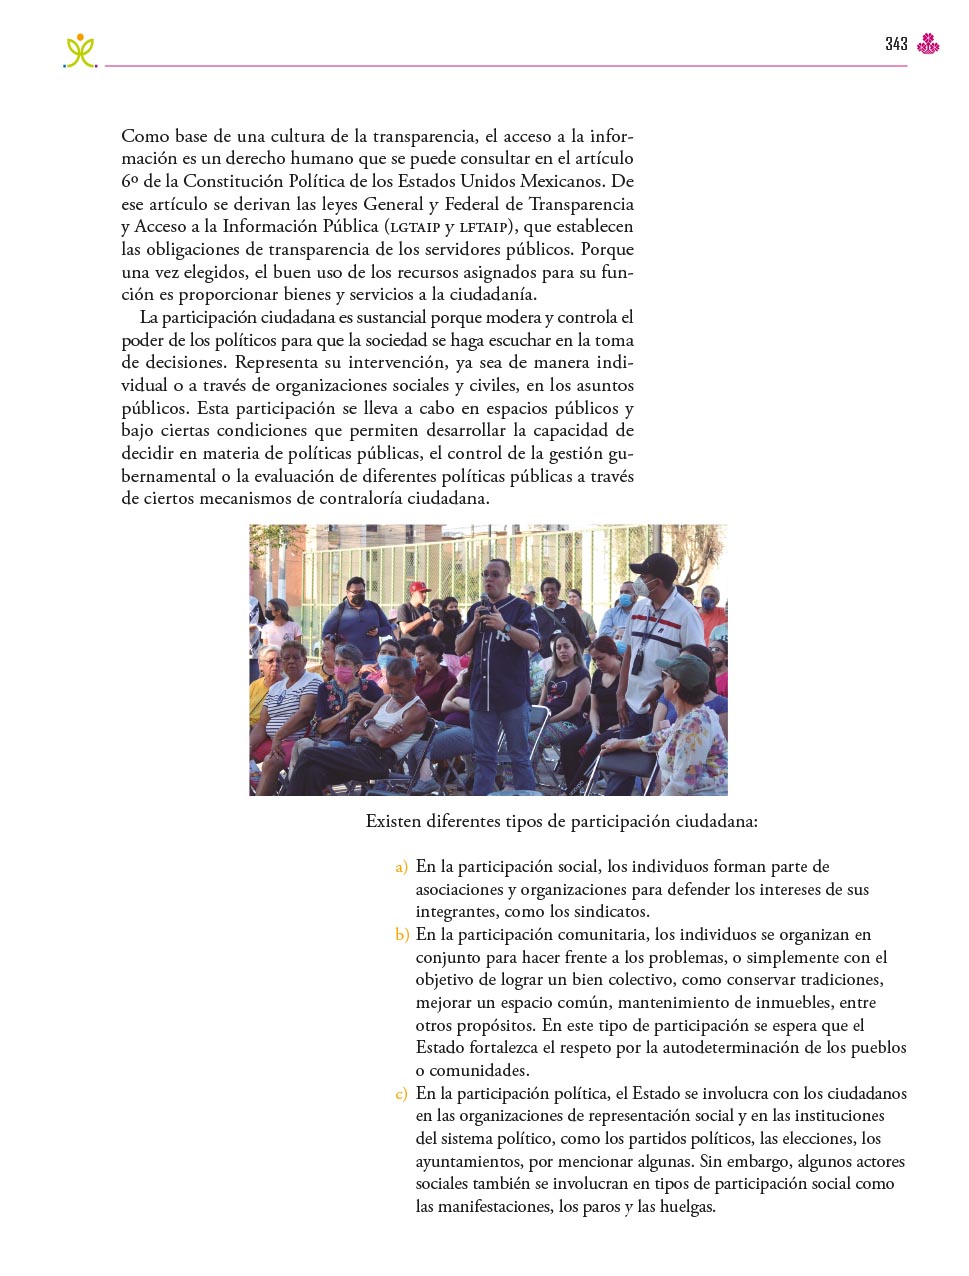 343
Como base de una cultura de la transparencia, el acceso a la infor-
mación es un derecho humano que se puede consultar en el artículo
6º de la Constitución Política de los Estados Unidos Mexicanos. De
ese artículo se derivan las leyes General y Federal de Transparencia
y Acceso a la Información Pública (LGTAIP y LFTAIP), que establecen
las obligaciones de transparencia de los servidores públicos. Porque
una vez elegidos, el buen uso de los recursos asignados para su fun-
ción es proporcionar bienes y servicios a la ciudadanía.
La participación ciudadana es sustancial porque modera y controla el
poder de los políticos para que la sociedad se haga escuchar en la toma
de decisiones. Representa su intervención, ya sea de manera indi-
vidual o a través de organizaciones sociales y civiles, en los asuntos
públicos. Esta participación se lleva a cabo en espacios públicos y
bajo ciertas condiciones que permiten desarrollar la capacidad de
decidir en materia de políticas públicas, el control de la gestión gu-
bernamental o la evaluación de diferentes políticas públicas a través
de ciertos mecanismos de contraloría ciudadana.
Existen diferentes tipos de participación ciudadana:
a) En la participación social, los individuos forman parte de
asociaciones y organizaciones para defender los intereses de sus
integrantes, como los sindicatos.
b) En la participación comunitaria, los individuos se organizan en
conjunto para hacer frente a los problemas, o simplemente con el
objetivo de lograr un bien colectivo, como conservar tradiciones,
mejorar un espacio común, mantenimiento de inmuebles, entre
otros propósitos. En este tipo de participación se espera que el
Estado fortalezca el respeto por la autodeterminación de los pueblos
o comunidades.
c) En la participación política, el Estado se involucra con los ciudadanos
en las organizaciones de representación social y en las instituciones
del sistema político, como los partidos políticos, las elecciones, los
ayuntamientos, por mencionar algunas. Sin embargo, algunos actores
sociales también se involucran en tipos de participación social como
las manifestaciones, los paros y las huelgas.